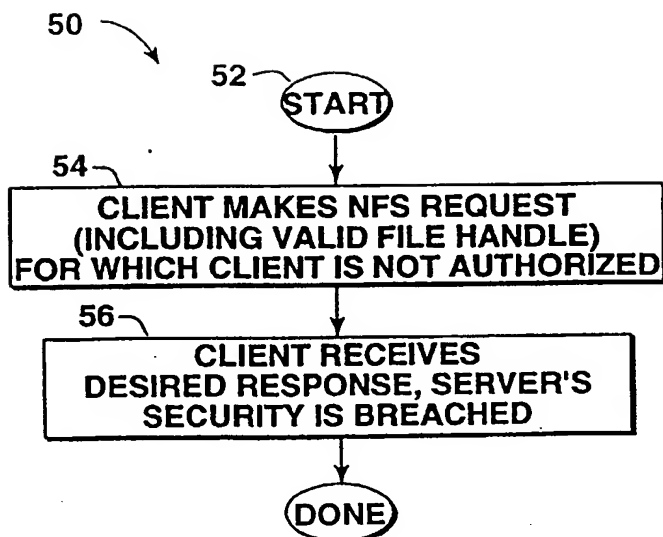 50
52
START
54
CLIENT MAKES NFS REQUEST
(INCLUDING VALID FILE HANDLE)
FOR WHICH CLIENT IS NOT AUTHORIZED
56
CLIENT RECEIVES
DESIRED RESPONSE, SERVER'S
SECURITY IS BREACHED
DONE